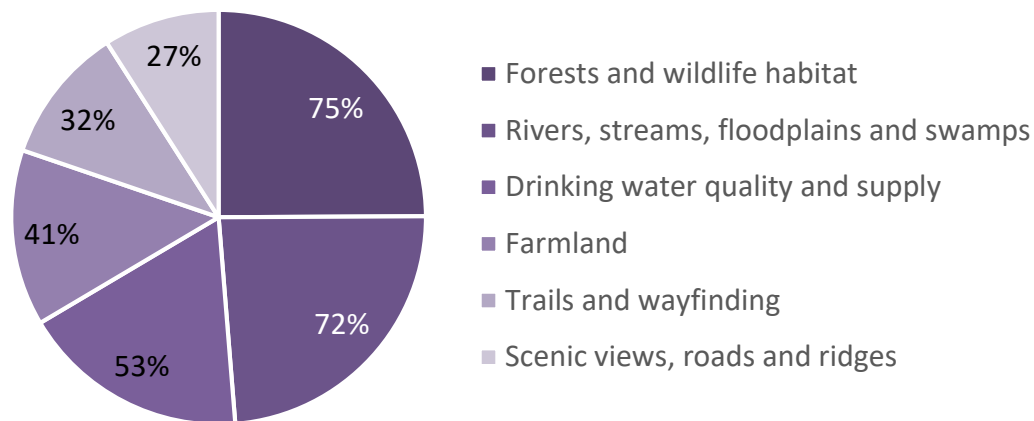 27%
75%
32%
41%
72%
53%
Forests and wildlife habitat
Rivers, streams, floodplains and swamps
Drinking water quality and supply
Farmland
Trails and wayfinding
Scenic views, roads and ridges